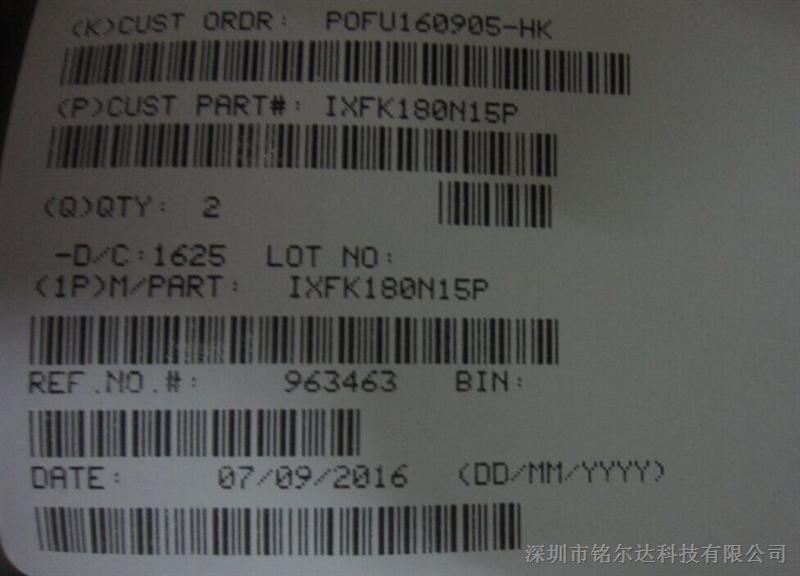 (K)CUST ORDR: POFU160905-HK
(P)CUST PART#: IXFK180N15P
(Q)QTY: 2
-D/C:1625 LOT NO:
(1P)M/PART: IXFK180N15P
REF.NO.#: 963463 BIN:
DATE: 07/09/2016 (DD/MM/YYYY)
深圳市铭尔达科技有限公司